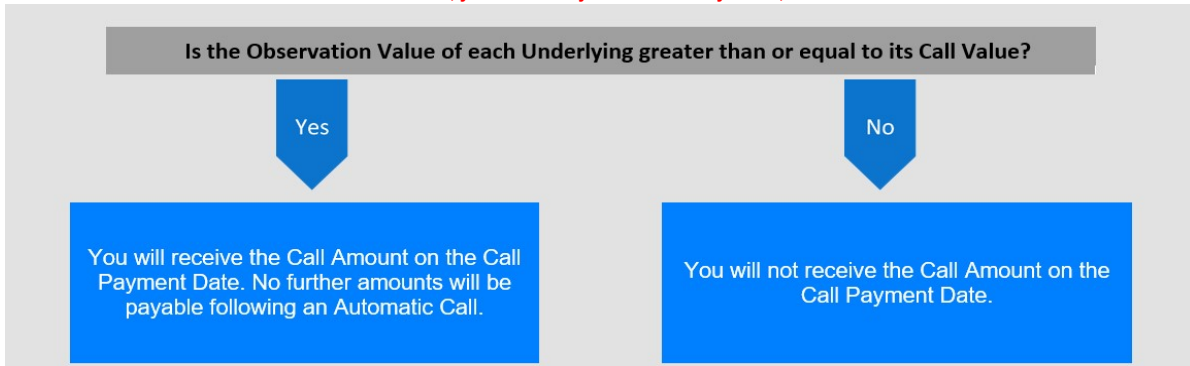 Is the Observation Value of each Underlying greater than or equal to its Call Value?
Yes
No
You will receive the Call Amount on the Call
Payment Date. No further amounts will be
payable following an Automatic Call.
You will not receive the Call Amount on the
Call Payment Date.